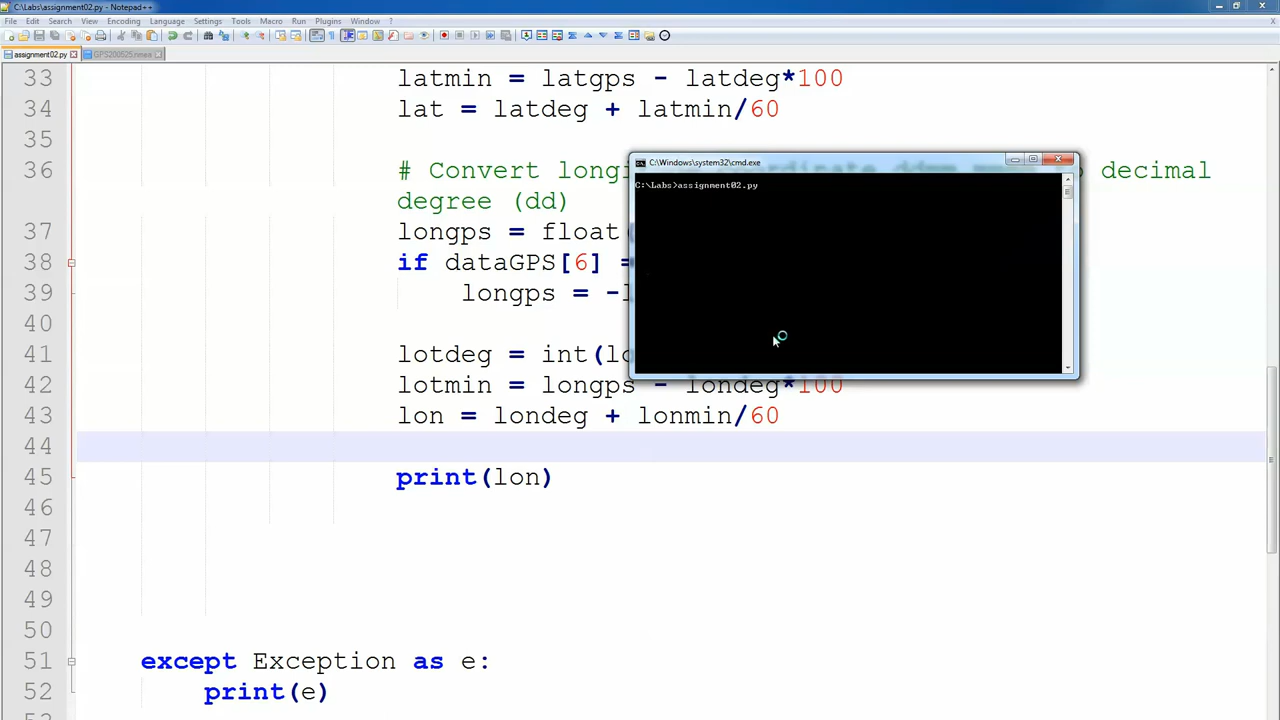 C:\Labs\assignment02.py - Notepad++
File Edit Search View Encoding Language Settings Tools Macro Run Plugins Window ?
X
assignment02.py GPS200525.nmea
33 latmin = latgps - latdeg*100
34 lat = latdeg + latmin/60
35
36 # Convert longi decimal
degree (dd)
37 longps = float(
38 if dataGPS[6] =
39 longps = -l
40
41 lotdeg = int(lo
42 lotmin = longps - londeg*100
43 lon = londeg + lonmin/60
44
45 print(lon)
46
47
48
49
50
51 except Exception as e:
52 print(e)
C:\Windows\system32\cmd.exe
C:\Labs>assignment02.py